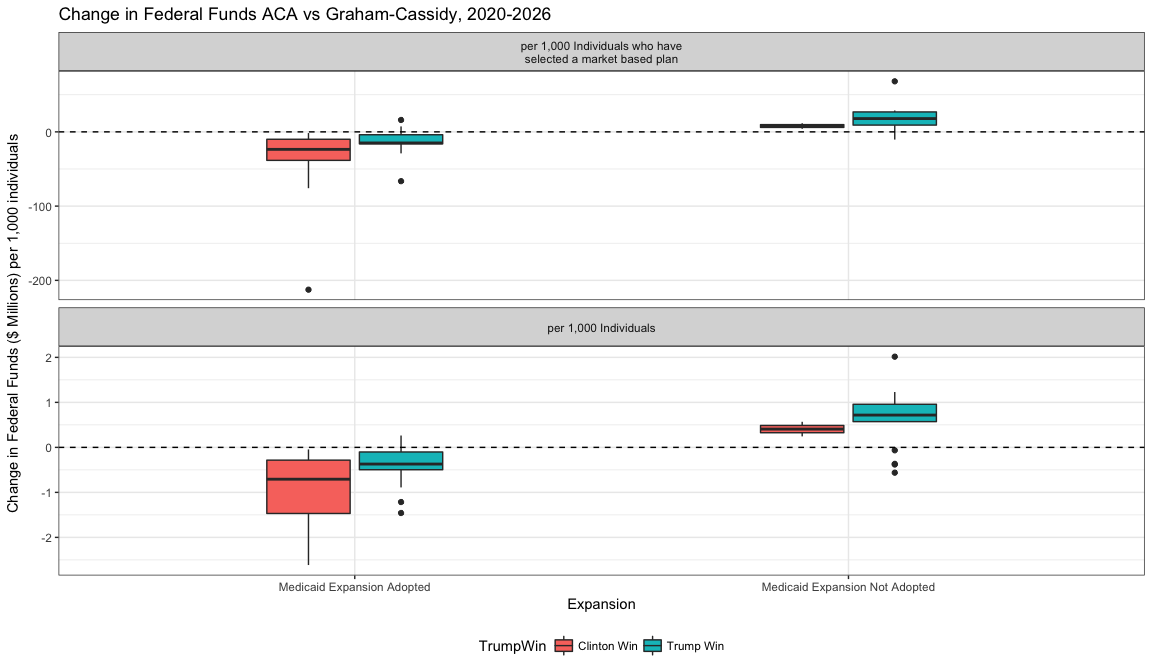 Change in Federal Funds ACA vs Graham-Cassidy, 2020-2026
per 1,000 Individuals who have
selected a market based plan
0
-100
-200
per 1,000 Individuals
2
1
0
-1
-2
Change in Federal Funds ($ Millions) per 1,000 individuals
Medicaid Expansion Adopted
Medicaid Expansion Not Adopted
Expansion
TrumpWin
Clinton Win
Trump Win